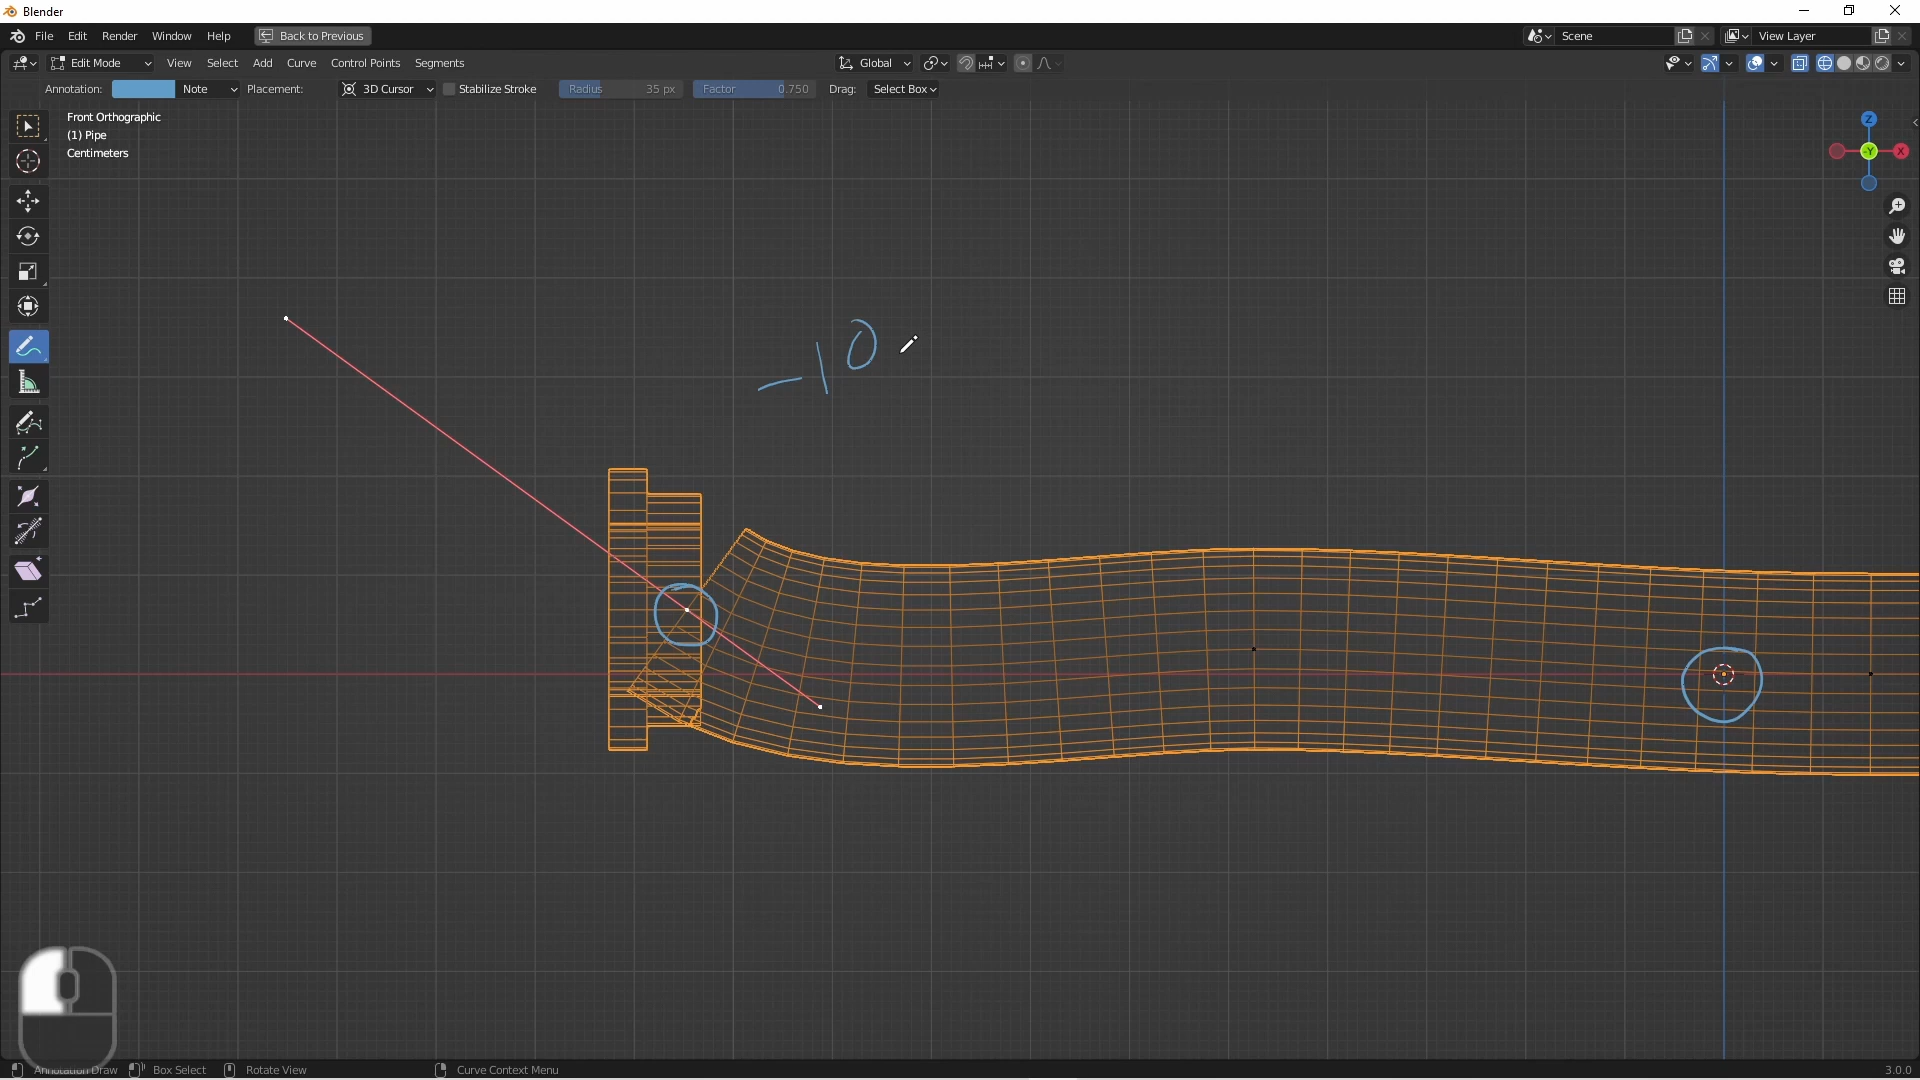 Blender
File Edit Render Window Help Back to Previous Scene View Layer
Edit Mode View Select Add Curve Control Points Segments Global
Annotation: Note Placement: 3D Cursor Stabilize Stroke Radius 35 px Factor 0.750 Drag: Select Box
Front Orthographic
(1) Pipe
Centimeters
Z
-Y X
-10
Annotation Draw Box Select Rotate View Curve Context Menu 3.0.0